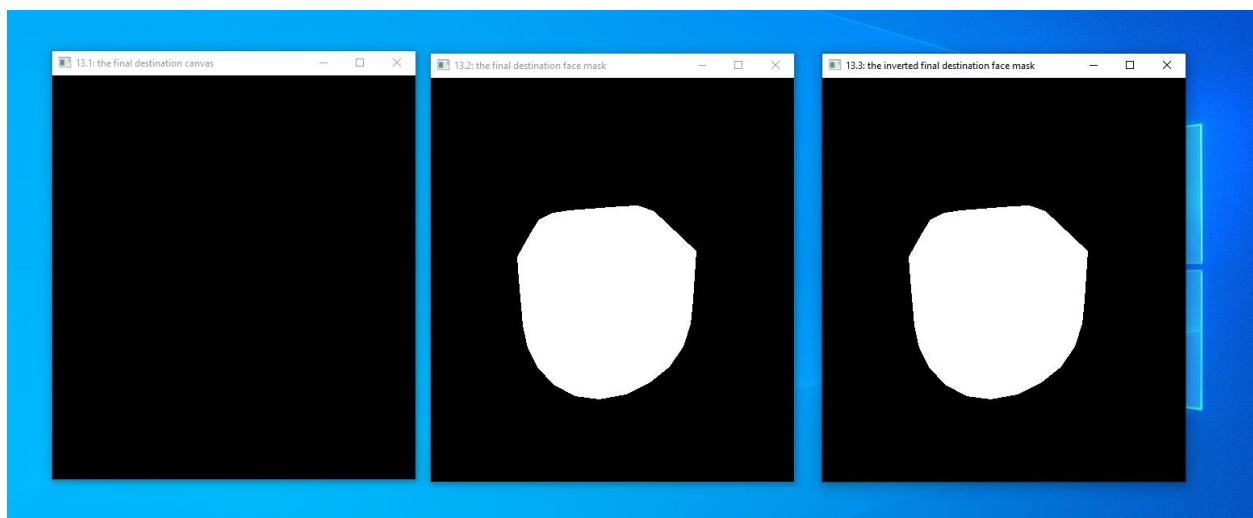 13.1: the final destination canvas
13.2: the final destination face mask
13.3: the inverted final destination face mask